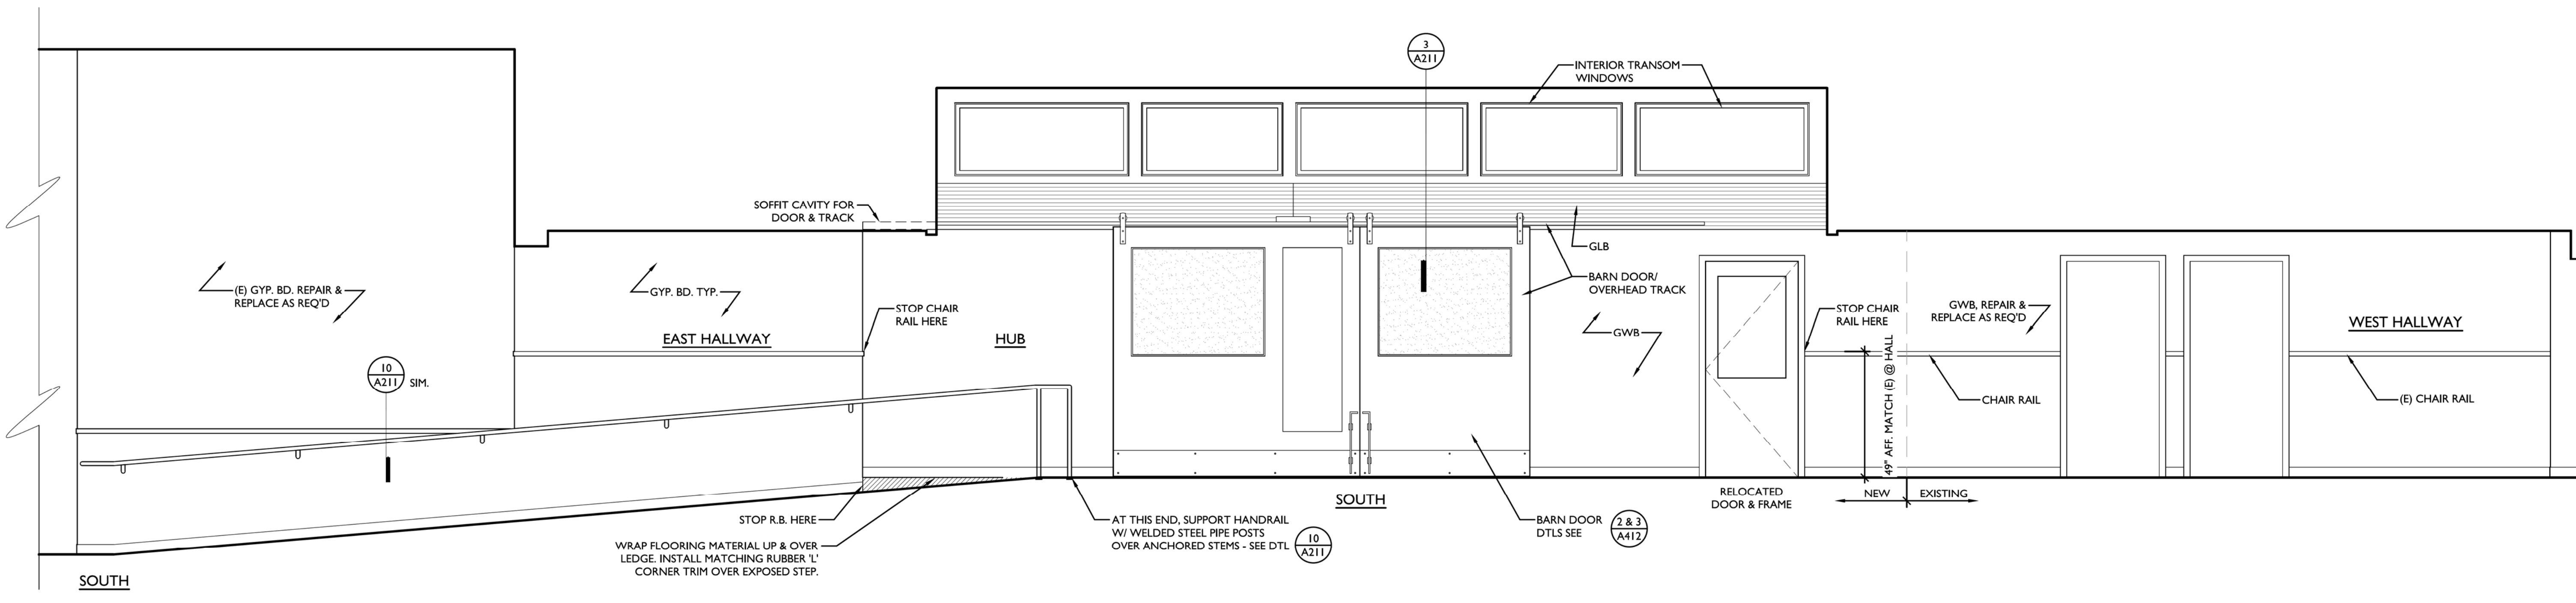 3
A211
INTERIOR TRANSOM
WINDOWS
SOFFIT CAVITY FOR
DOOR & TRACK
GLB
BARN DOOR/
OVERHEAD TRACK
(E) GYP. BD. REPAIR &
REPLACE AS REQ'D
GYP. BD. TYP.
STOP CHAIR
RAIL HERE
EAST HALLWAY
HUB
GWB
STOP CHAIR
RAIL HERE
GWB, REPAIR &
REPLACE AS REQ'D
WEST HALLWAY
10
A211
SIM.
49" AFF. MATCH (E) @ HALL
CHAIR RAIL
(E) CHAIR RAIL
STOP R.B. HERE
WRAP FLOORING MATERIAL UP & OVER
LEDGE. INSTALL MATCHING RUBBER 'L'
CORNER TRIM OVER EXPOSED STEP.
AT THIS END, SUPPORT HANDRAIL
W/ WELDED STEEL PIPE POSTS
OVER ANCHORED STEMS - SEE DTL
10
A211
SOUTH
BARN DOOR
DTLS SEE
2 & 3
A412
RELOCATED
DOOR & FRAME
NEW
EXISTING
SOUTH